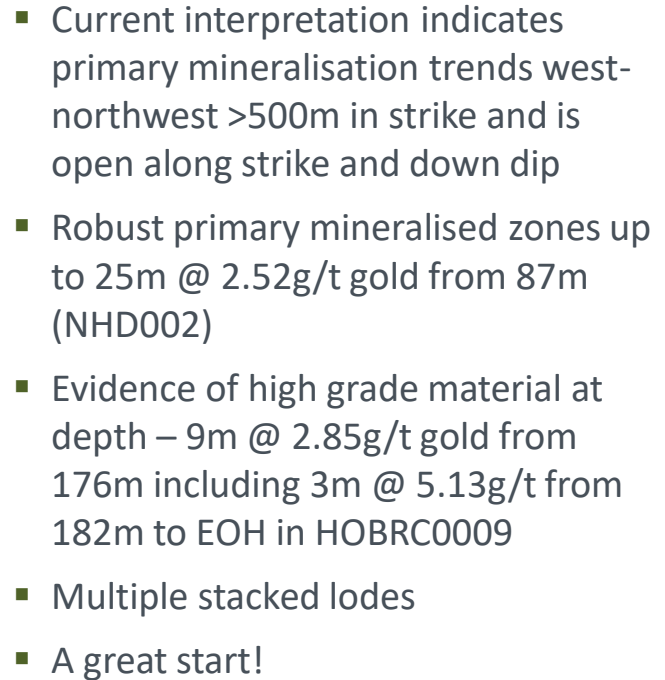 ▪ Current interpretation indicates
primary mineralisation trends west-
northwest >500m in strike and is
open along strike and down dip
▪ Robust primary mineralised zones up
to 25m @ 2.52g/t gold from 87m
(NHD002)
▪ Evidence of high grade material at
depth – 9m @ 2.85g/t gold from
176m including 3m @ 5.13g/t from
182m to EOH in HOBRC0009
▪ Multiple stacked lodes
▪ A great start!